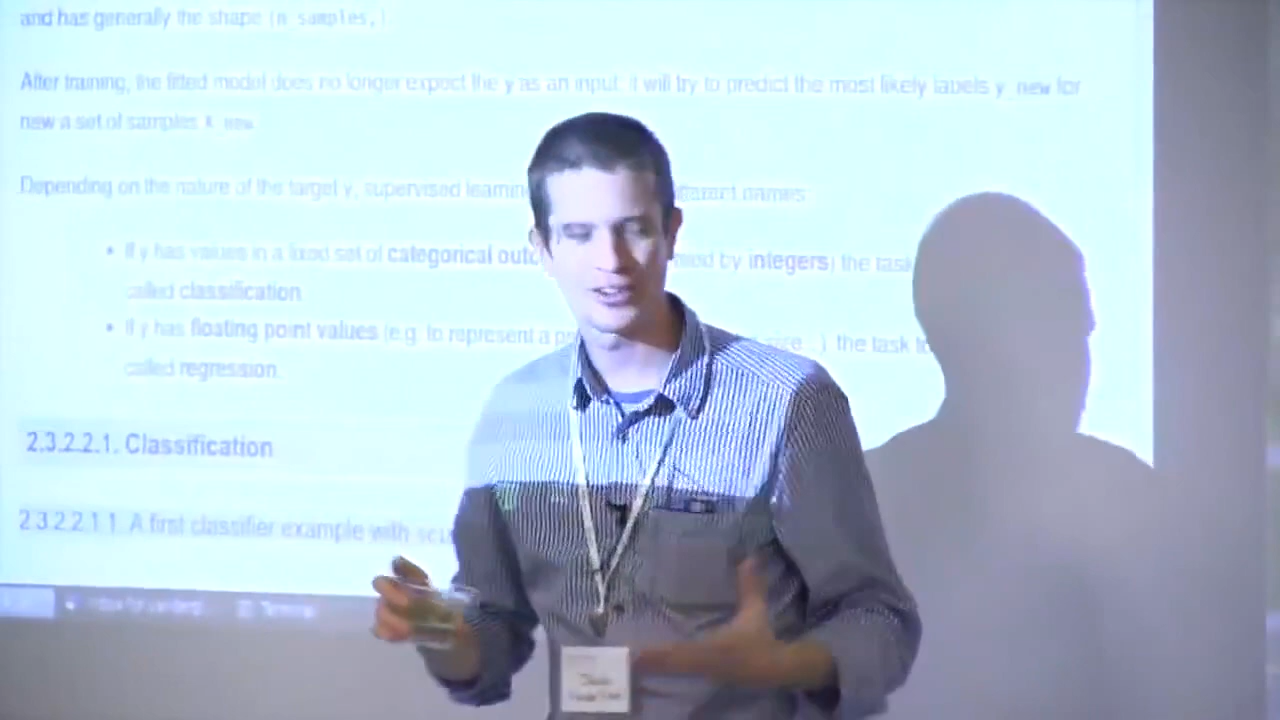 and has generally the shape (n_samples,).
After training, the fitted model does no longer expect the y as an input: it will try to predict the most likely labels y_new for
new a set of samples X_new.
Depending on the nature of the target y, supervised learning names:
• If y has values in a fixed set of categorical by integers) the task
called classification.
• If y has floating point values (e.g. to represent a size...) the task
called regression.
2.3.2.2.1. Classification
2.3.2.2.1.1. A first classifier example with
Terminal